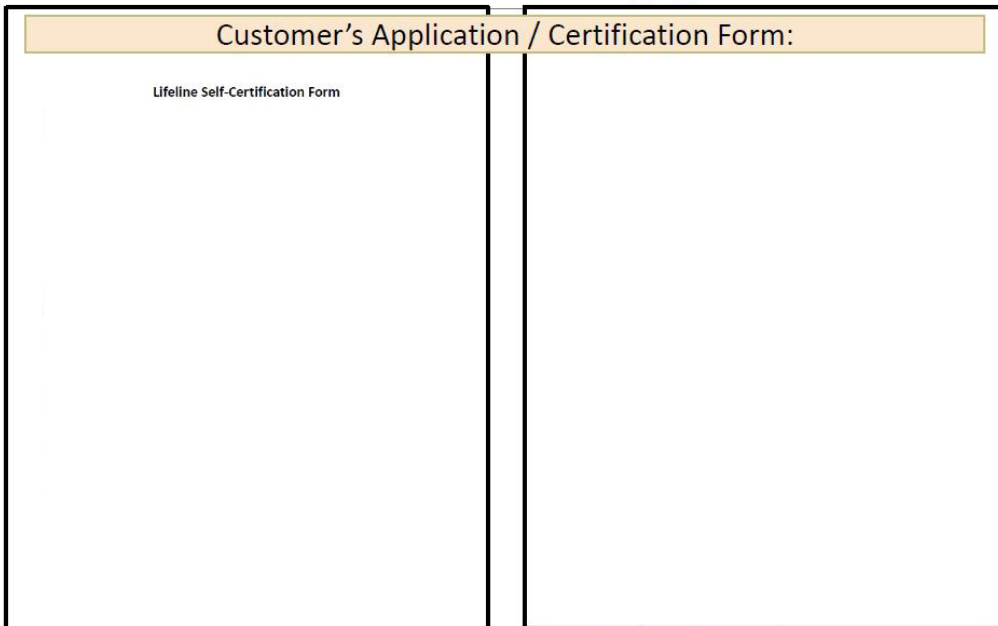 Customer’s Application / Certification Form:
Lifeline Self-Certification Form